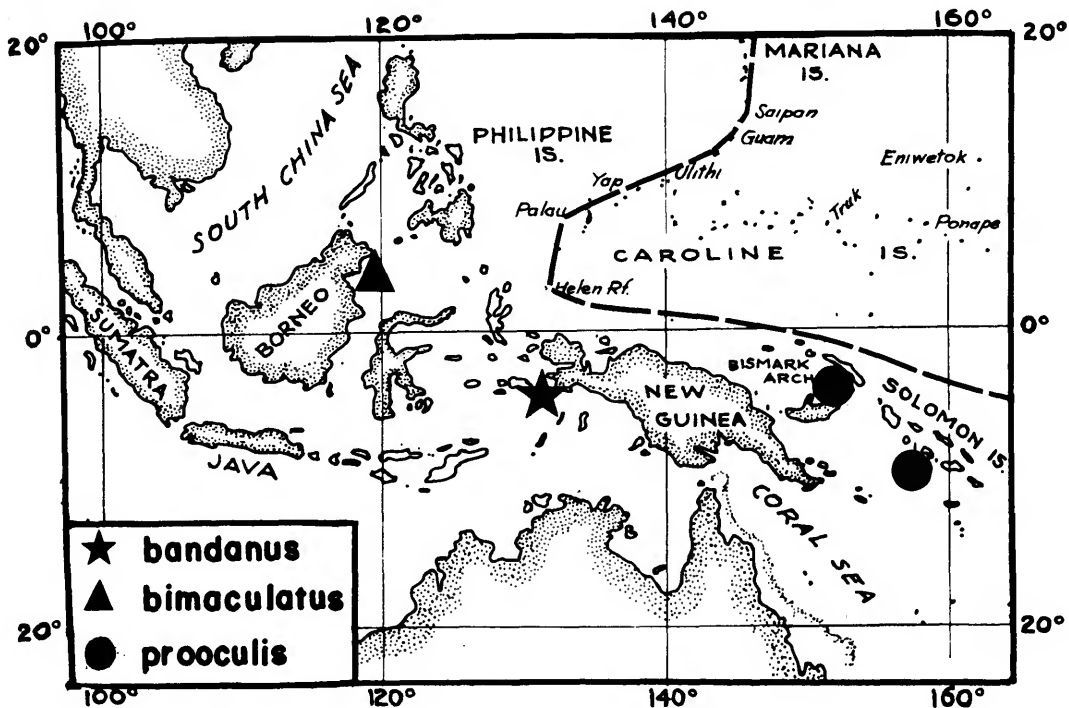 100° 120° 140° 160°
20° 20°
MARIANA
IS.
SOUTH CHINA SEA
PHILIPPINE
IS.
Saipan
Guam
Eniwetok
Ulithi
Yap
Palau
Truk
Ponape
CAROLINE IS.
Helen Rf.
BORNEO
SUMATRA
0° 0°
BISMARK
ARCH
NEW
GUINEA
SOLOMON IS.
JAVA
CORAL SEA
bandanus
bimaculatus
prooculis
20° 20°
100° 120° 140° 160°